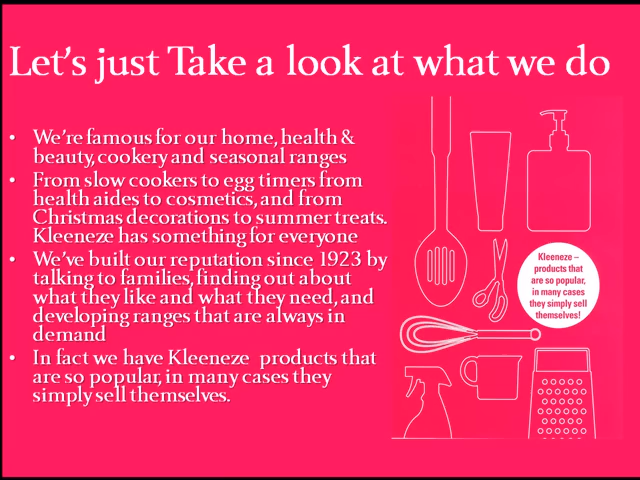 Let's just Take a look at what we do
• We're famous for our home, health &
beauty, cookery and seasonal ranges
• From slow cookers to egg timers from
health aides to cosmetics, and from
Christmas decorations to summer treats.
Kleeneze has something for everyone
• We've built our reputation since 1923 by
talking to families, finding out about
what they like and what they need, and
developing ranges that are always in
demand
• In fact we have Kleeneze products that
are so popular, in many cases they
simply sell themselves.
Kleeneze –
products that
are so popular,
in many cases
they simply sell
themselves!